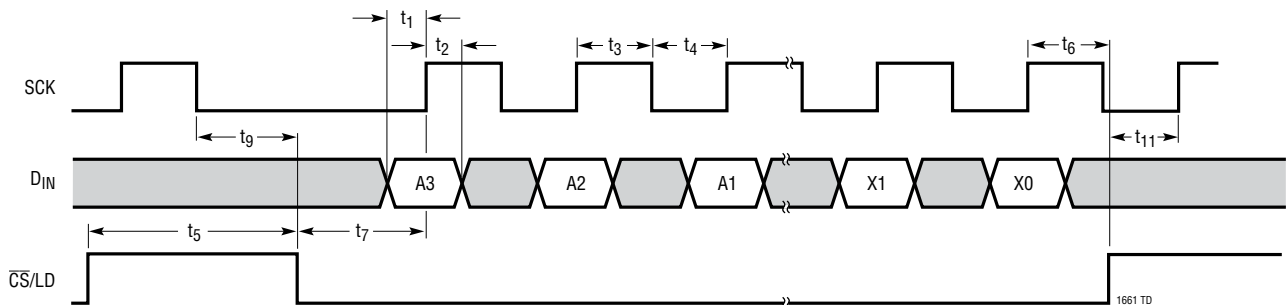 t1
t2 t3 t4 t6
SCK
t9 t11
DIN A3 A2 A1 X1 X0
t5 t7
CS/LD
1661 TD